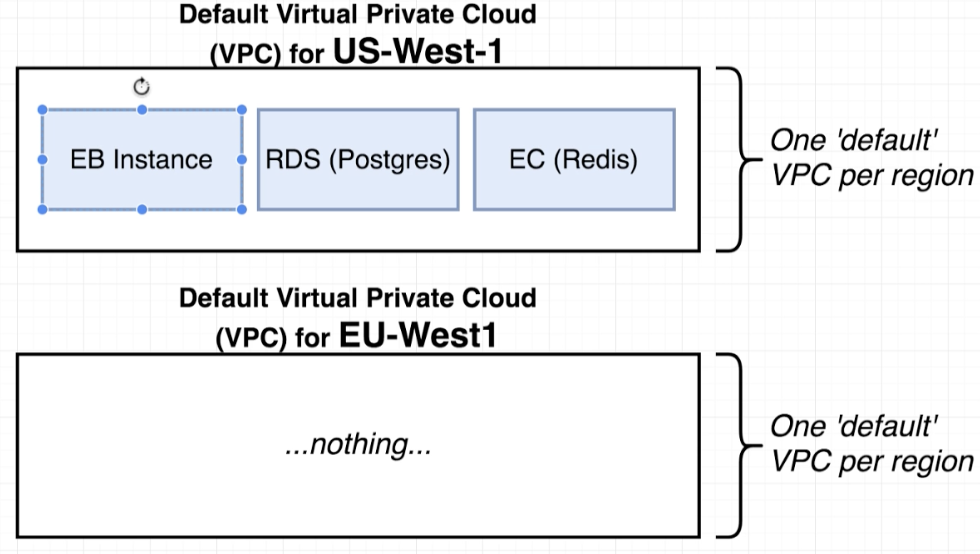 Default Virtual Private Cloud
(VPC) for US-West-1
EB Instance
RDS (Postgres)
EC (Redis)
One 'default'
VPC per region
Default Virtual Private Cloud
(VPC) for EU-West1
...nothing...
One 'default'
VPC per region